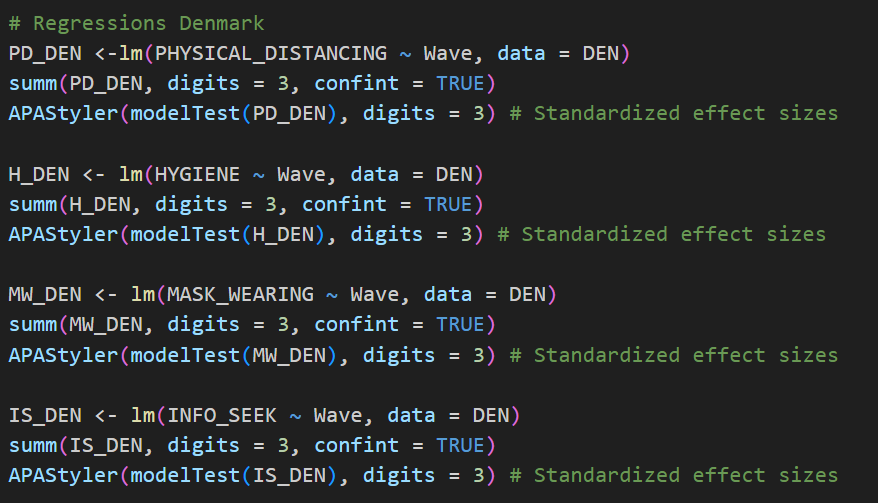 # Regressions Denmark
PD_DEN <-lm(PHYSICAL_DISTANCING ~ Wave, data = DEN)
summ(PD_DEN, digits = 3, confint = TRUE)
APAStyler(modelTest(PD_DEN), digits = 3) # Standardized effect sizes

H_DEN <- lm(HYGIENE ~ Wave, data = DEN)
summ(H_DEN, digits = 3, confint = TRUE)
APAStyler(modelTest(H_DEN), digits = 3) # Standardized effect sizes

MW_DEN <- lm(MASK_WEARING ~ Wave, data = DEN)
summ(MW_DEN, digits = 3, confint = TRUE)
APAStyler(modelTest(MW_DEN), digits = 3) # Standardized effect sizes

IS_DEN <- lm(INFO_SEEK ~ Wave, data = DEN)
summ(IS_DEN, digits = 3, confint = TRUE)
APAStyler(modelTest(IS_DEN), digits = 3) # Standardized effect sizes